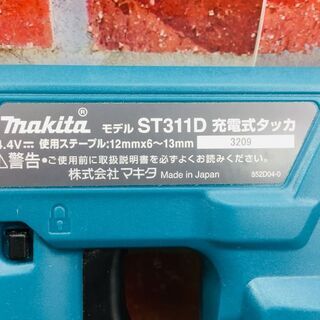 makita® モデル ST311D 充電式タッカ
4.4V⎓ 使用ステープル:12mmx6〜13mm 3209
⚠警告・ご使用前に取扱説明書を必ずよくお読みください。
株式会社マキタ Made in Japan 852D04-0